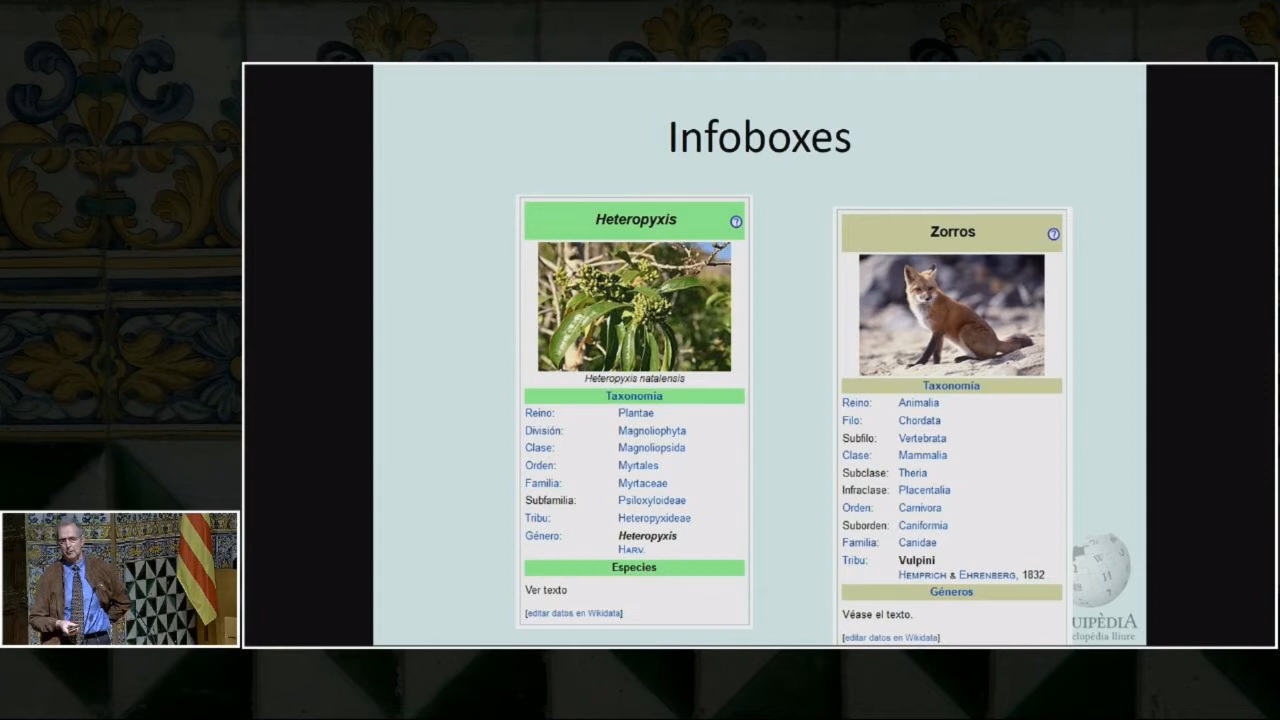 Infoboxes
Heteropyxis
Heteropyxis natalensis
Taxonomía
Reino: Plantae
División: Magnoliophyta
Clase: Magnoliopsida
Orden: Myrtales
Familia: Myrtaceae
Subfamilia: Psiloxyloideae
Tribu: Heteropyxideae
Género: Heteropyxis
HARV.
Especies
Ver texto
[editar datos en Wikidata]
Zorros
Taxonomía
Reino: Animalia
Filo: Chordata
Subfilo: Vertebrata
Clase: Mammalia
Subclase: Theria
Infraclase: Placentalia
Orden: Carnivora
Suborden: Caniformia
Familia: Canidae
Tribu: Vulpini
HEMPRICH & EHRENBERG, 1832
Géneros
Véase el texto.
[editar datos en Wikidata]
UIPÈDIA
clopèdia lliure